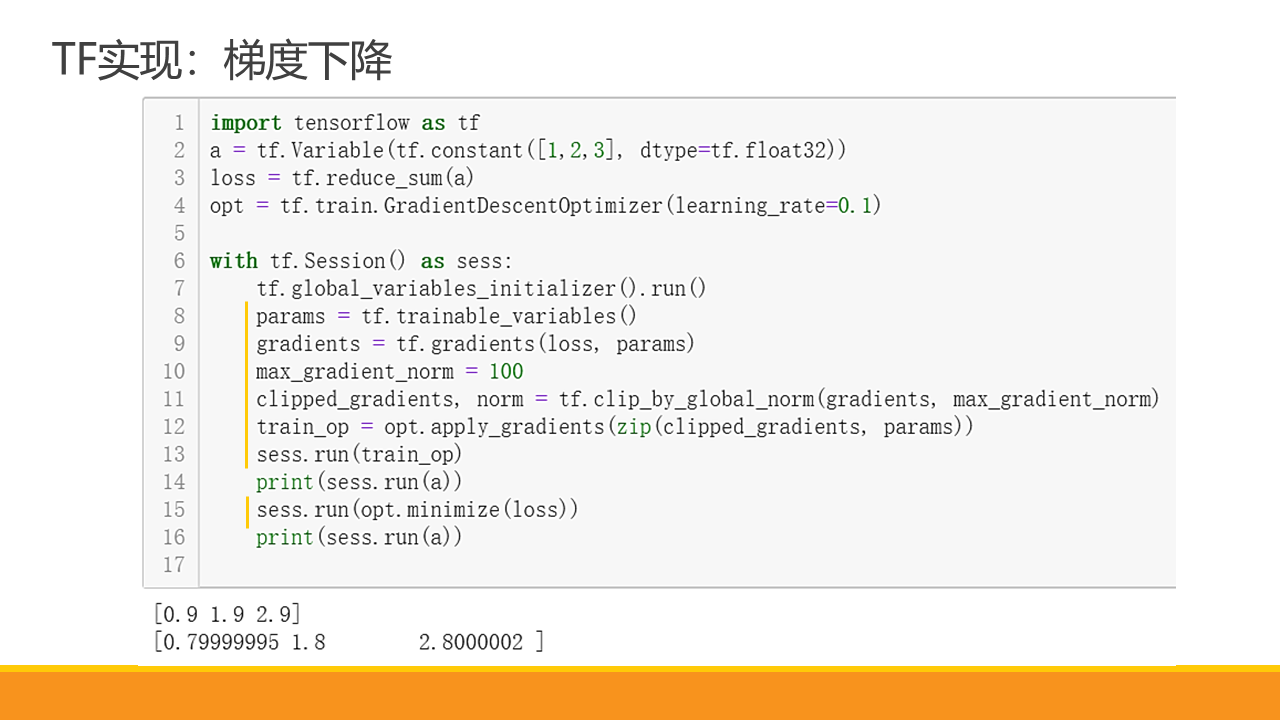 TF实现：梯度下降
1 import tensorflow as tf
2 a = tf.Variable(tf.constant([1,2,3], dtype=tf.float32))
3 loss = tf.reduce_sum(a)
4 opt = tf.train.GradientDescentOptimizer(learning_rate=0.1)
5
6 with tf.Session() as sess:
7     tf.global_variables_initializer().run()
8     params = tf.trainable_variables()
9     gradients = tf.gradients(loss, params)
10     max_gradient_norm = 100
11     clipped_gradients, norm = tf.clip_by_global_norm(gradients, max_gradient_norm)
12     train_op = opt.apply_gradients(zip(clipped_gradients, params))
13     sess.run(train_op)
14     print(sess.run(a))
15     sess.run(opt.minimize(loss))
16     print(sess.run(a))
17
[0.9 1.9 2.9]
[0.79999995 1.8        2.8000002 ]